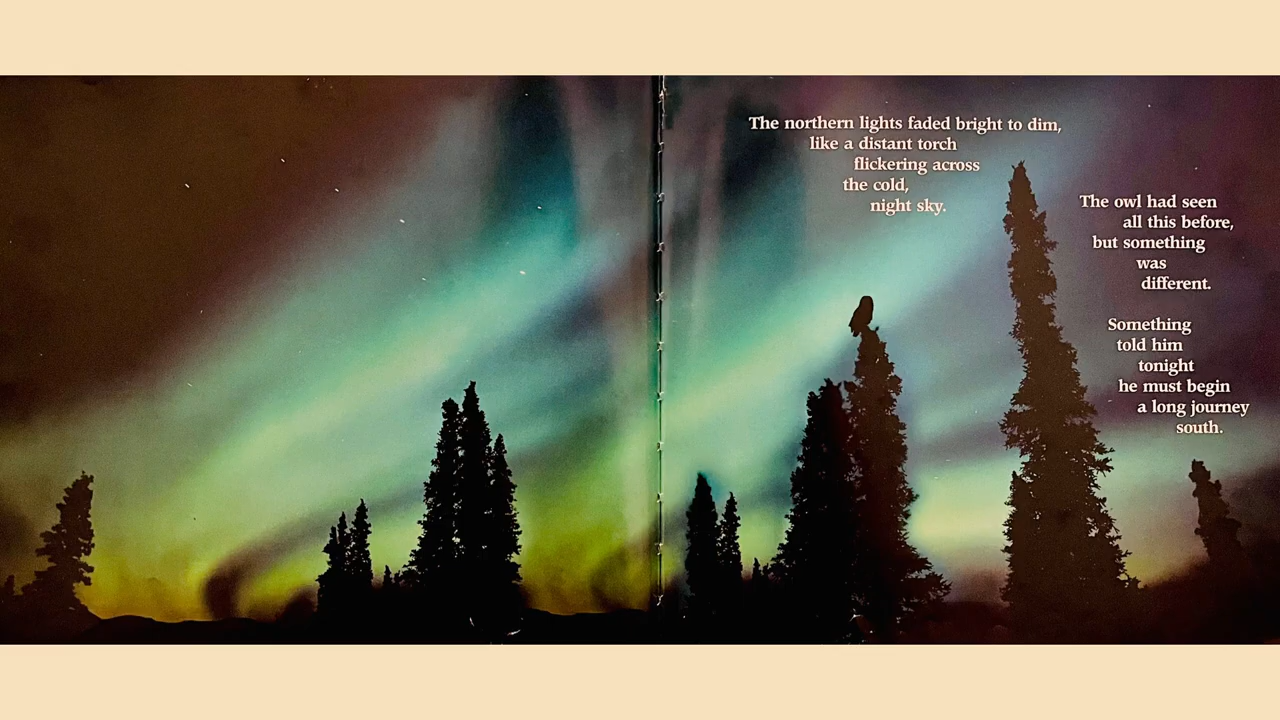 The northern lights faded bright to dim,
like a distant torch
flickering across
the cold,
night sky.
The owl had seen
all this before,
but something
was
different.
Something
told him
tonight
he must begin
a long journey
south.